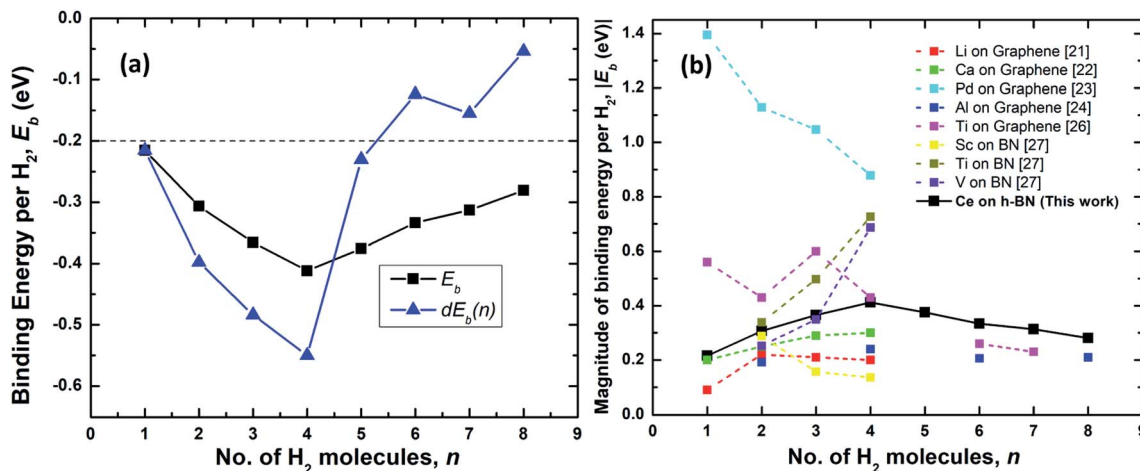 (a)
Binding Energy per H2, Eb (eV)
0.0
-0.1
-0.2
-0.3
-0.4
-0.5
-0.6
Eb
dEb(n)
0 1 2 3 4 5 6 7 8 9
No. of H2 molecules, n
(b)
Magnitude of binding energy per H2, |Eb (eV)|
1.4
1.2
1.0
0.8
0.6
0.4
0.2
0.0
Li on Graphene [21]
Ca on Graphene [22]
Pd on Graphene [23]
Al on Graphene [24]
Ti on Graphene [26]
Sc on BN [27]
Ti on BN [27]
V on BN [27]
Ce on h-BN (This work)
0 1 2 3 4 5 6 7 8 9
No. of H2 molecules, n